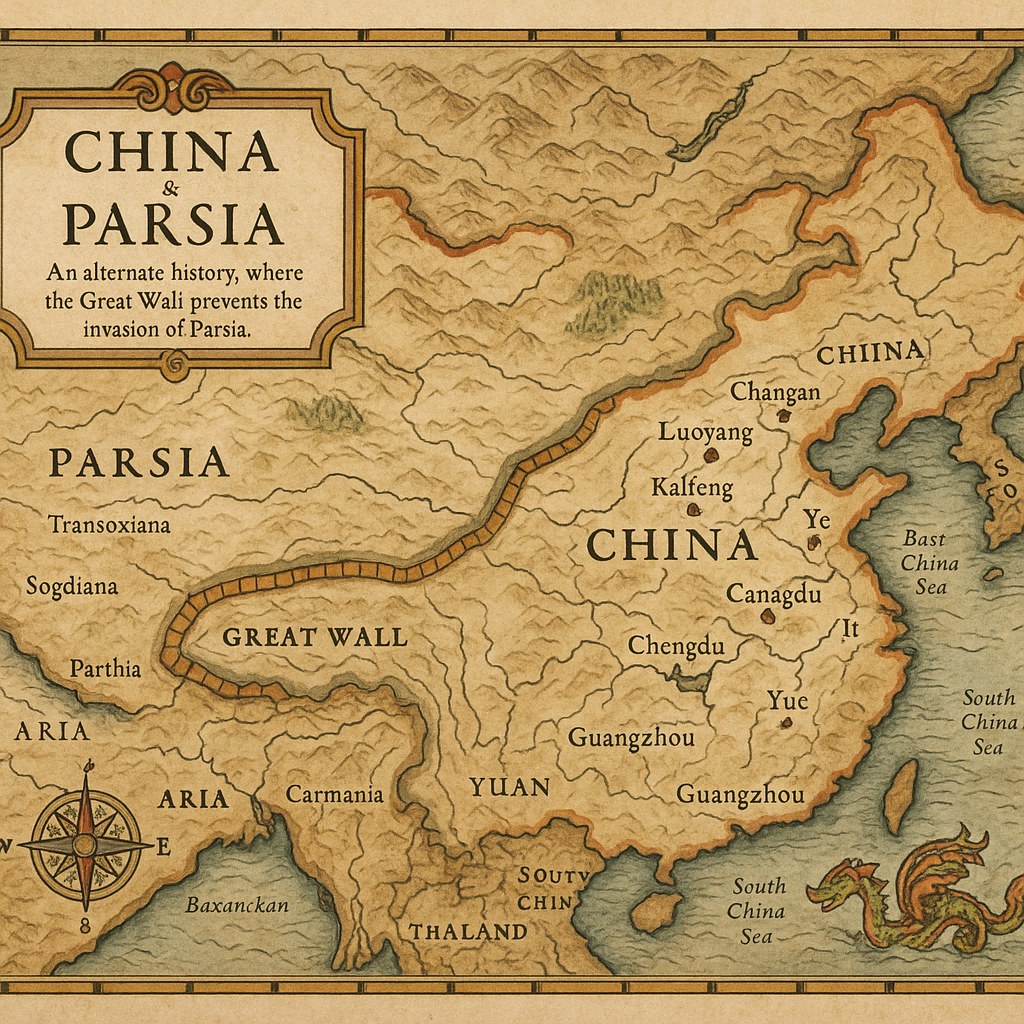 CHINA
&
PARSIA
An alternate history, where
the Great Wali prevents the
invasion of Parsia.
CHIINA
Changan
Luoyang
PARSIA
Kalfeng
S
O
Transoxiana
Ye
CHINA
Bast
China
Sea
Sogdiana
Canagdu
GREAT WALL
It
Chengdu
Parthia
Yue
South
China
Sea
ARIA
Guangzhou
YUAN
ARIA
Carmania
Guangzhou
W
E
SOUTV
CHIN
South
China
Sea
Baxanckan
8
THALAND